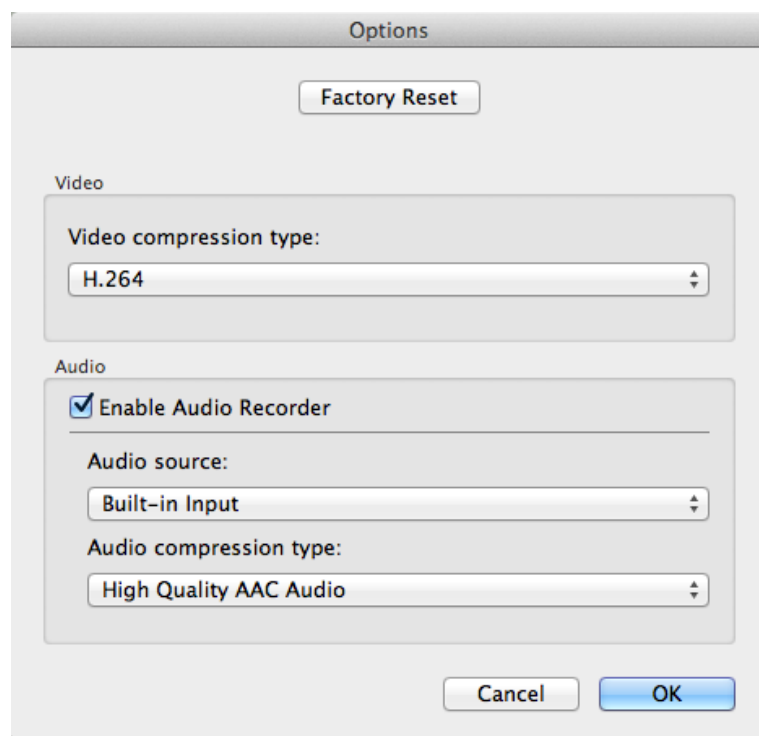 Options
Factory Reset
Video
Video compression type:
H.264
Audio
Enable Audio Recorder
Audio source:
Built-in Input
Audio compression type:
High Quality AAC Audio
Cancel OK